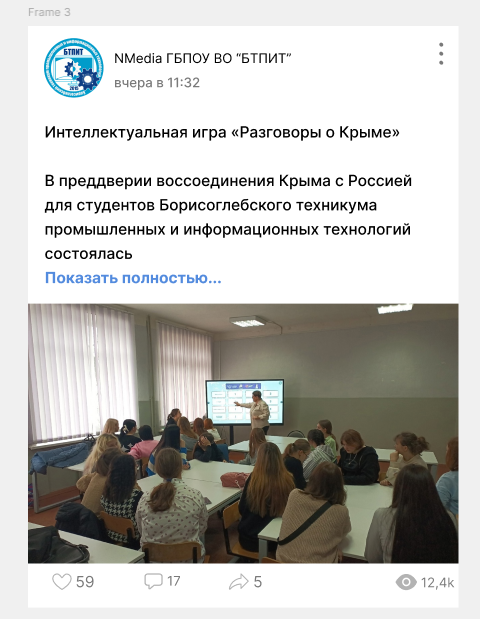 Frame 3
БТПИТ
2015
NMedia ГБПОУ ВО “БТПИТ”
вчера в 11:32
Интеллектуальная игра «Разговоры о Крыме»
В преддверии воссоединения Крыма с Россией
для студентов Борисоглебского техникума
промышленных и информационных технологий
состоялась
Показать полностью...
59
17
5
12,4k